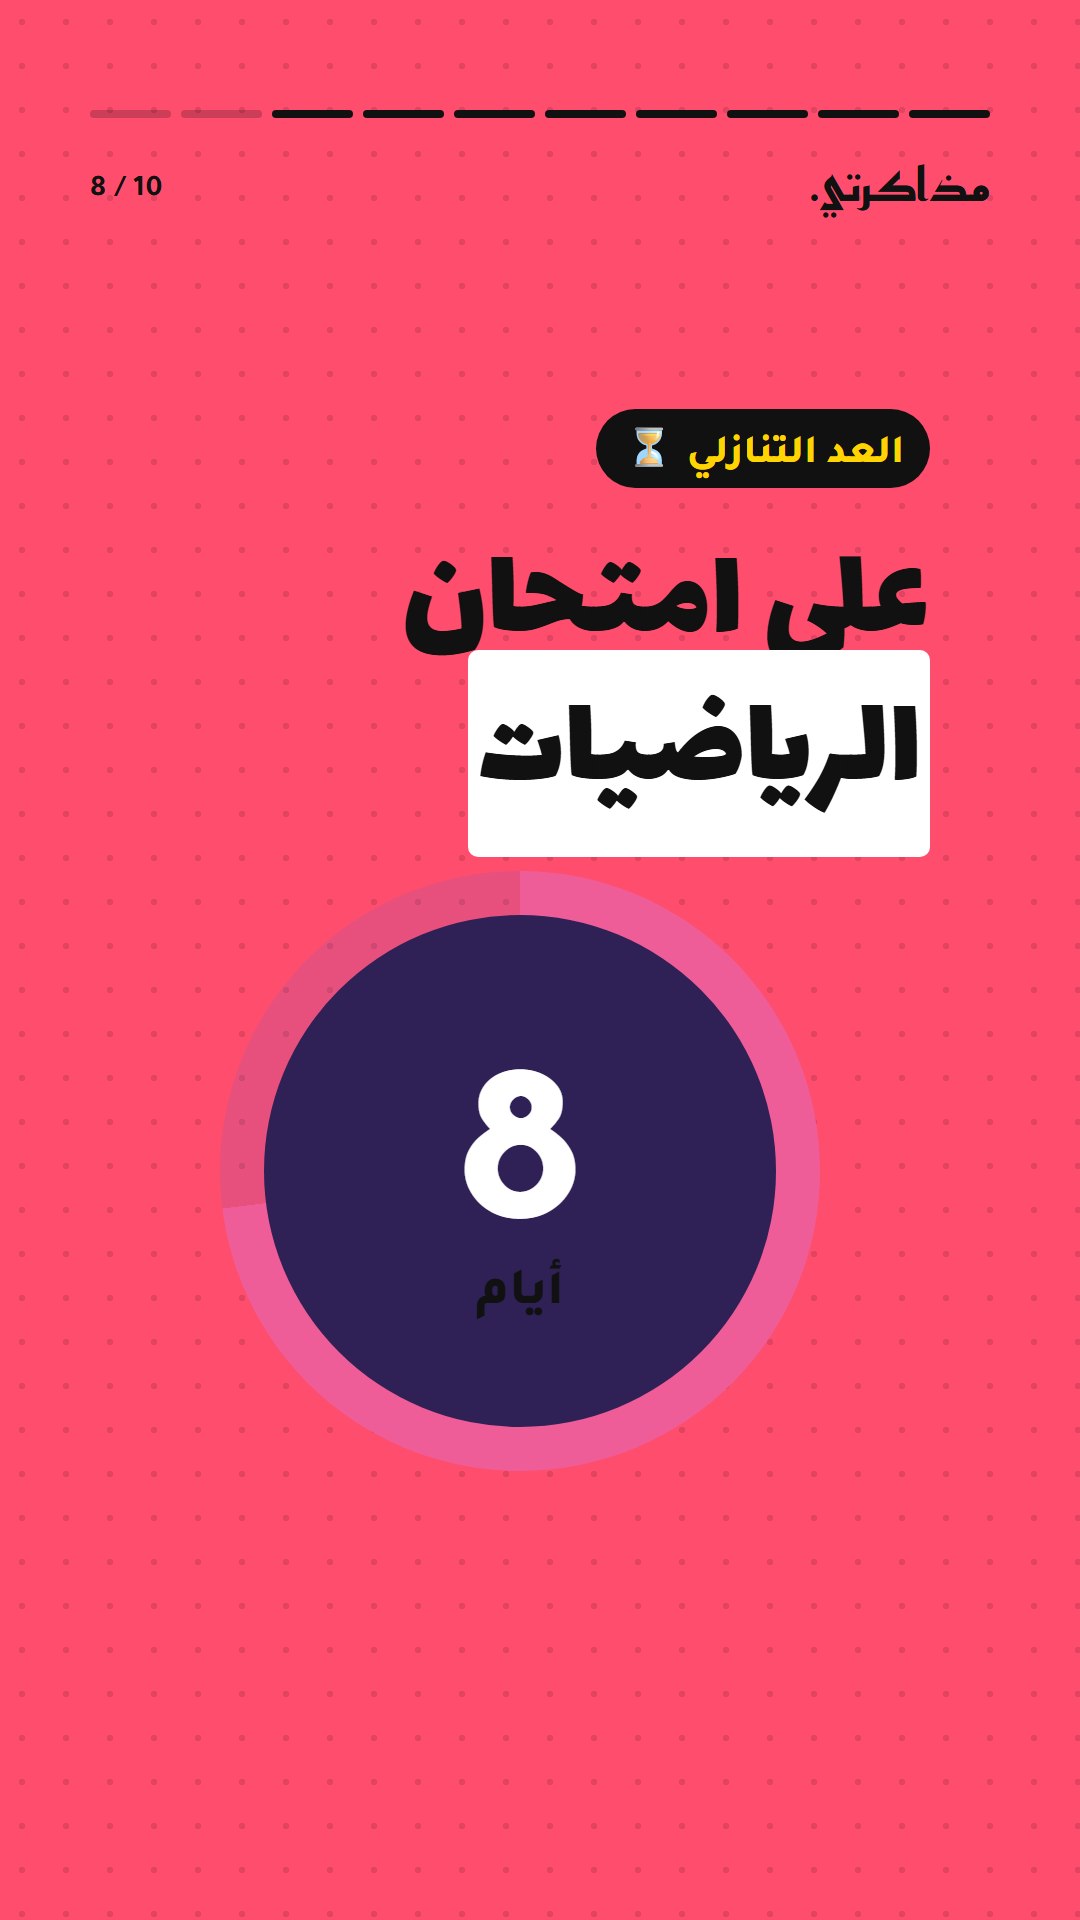 مذاكرتي.
8 / 10
العد التنازلي ⏳
على امتحان
الرياضيات
8
أيام